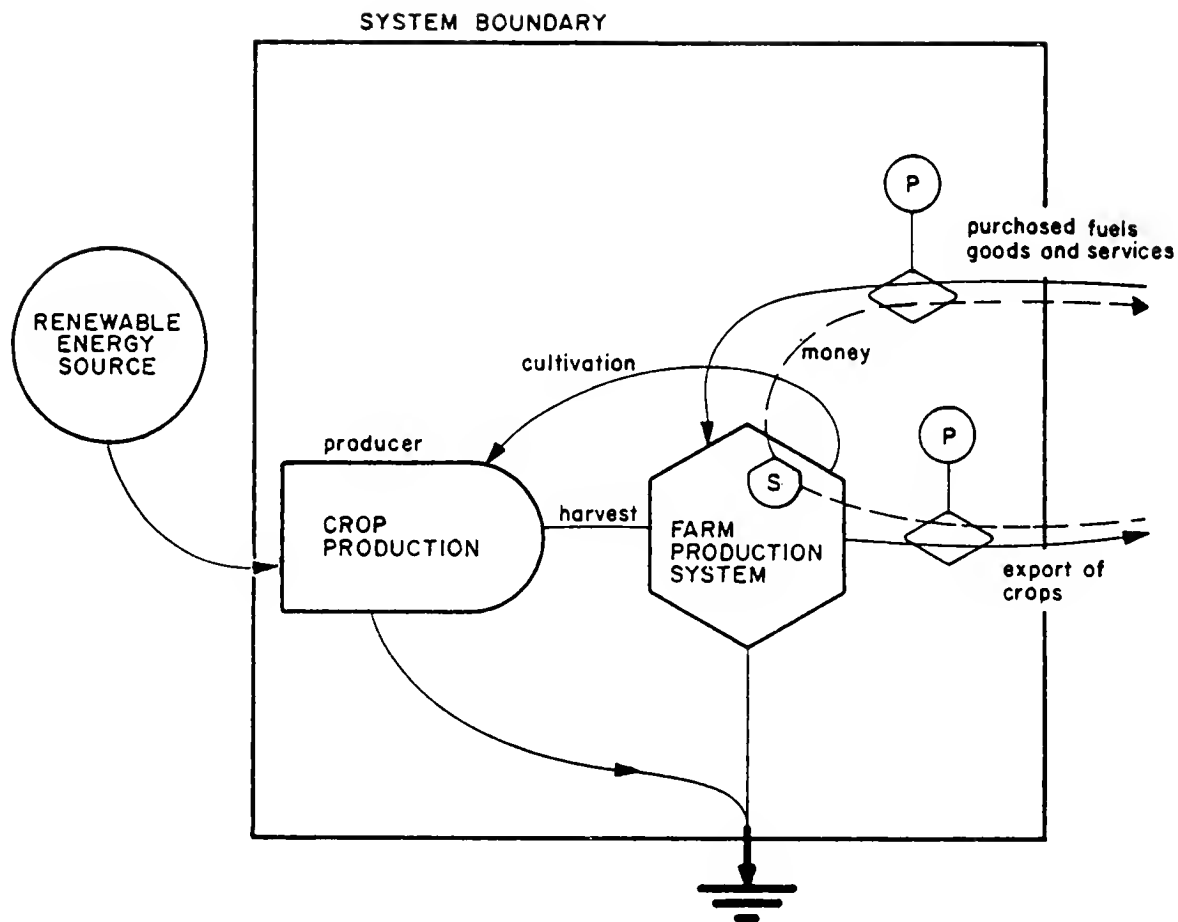 SYSTEM BOUNDARY
P
purchased fuels
goods and services
RENEWABLE
ENERGY
SOURCE
money
cultivation
P
producer
S
harvest
CROP
PRODUCTION
FARM
PRODUCTION
SYSTEM
export of
crops